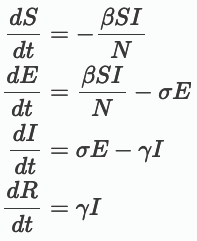 dS/dt = −βSI/N
dE/dt = βSI/N − σE
dI/dt = σE − γI
dR/dt = γI